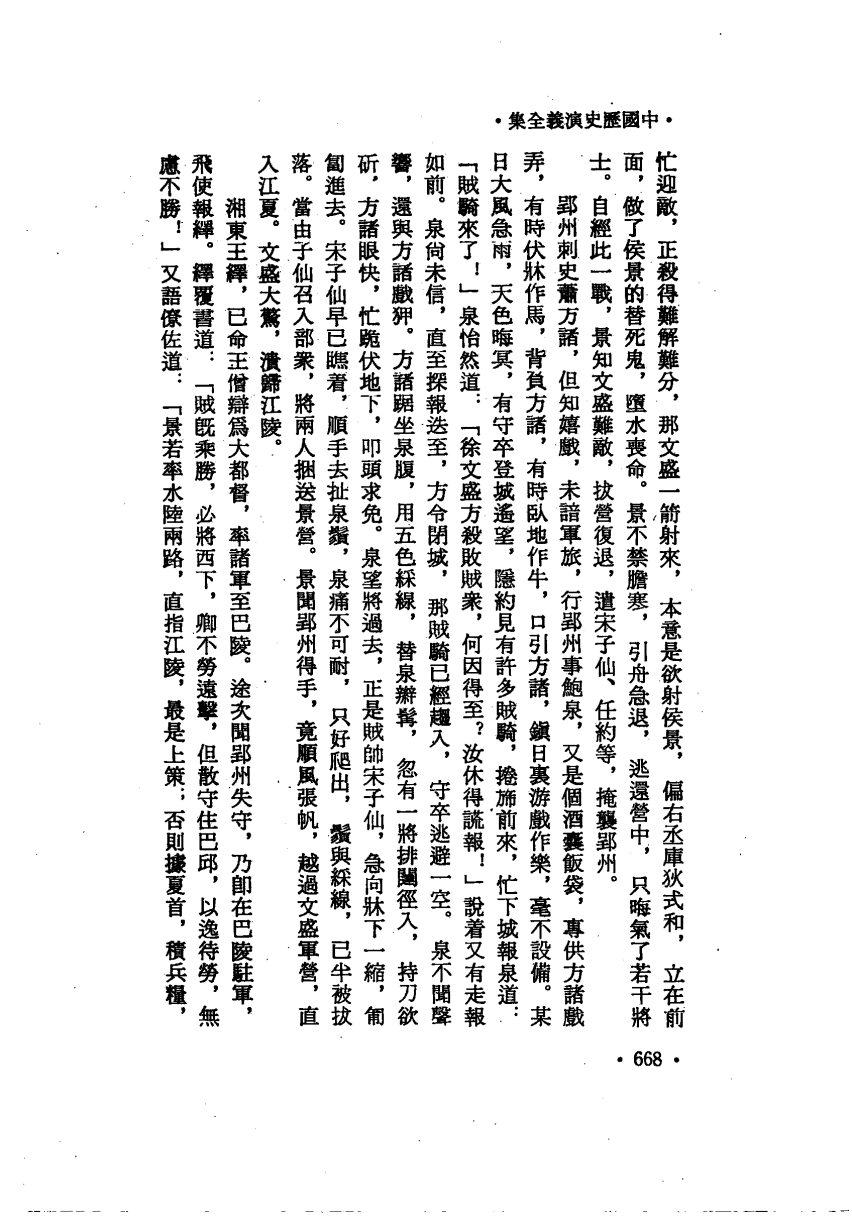 •中國歷史演義全集•
忙迎敵，正殺得難解難分，那文盛一箭射來，本意是欲射侯景，偏右丞庫狄式和，立在前
面，做了侯景的替死鬼，墮水喪命。景不禁膽寒，引舟急退，逃還營中，只晦氣了若干將
士。自經此一戰，景知文盛難敵，拔營復退，遣宋子仙、任約等，掩襲郢州。
郢州刺史蕭方諸，但知嬉戲，未諳軍旅，行郢州事鮑泉，又是個酒囊飯袋，專供方諸戲
弄，有時伏牀作馬，背負方諸，有時臥地作牛，口引方諸，鎭日裏游戲作樂，毫不設備。某
日大風急雨，天色晦冥，有守卒登城遙望，隱約見有許多賊騎，捲旆前來，忙下城報泉道：
「賊騎來了！」泉怡然道：「徐文盛方殺敗賊衆，何因得至？汝休得謊報！」說着又有走報
如前。泉尙未信，直至探報迭至，方令閉城，那賊騎已經趨入，守卒逃避一空。泉不聞聲
響，還與方諸戲狎。方諸踞坐泉腹，用五色綵線，替泉辮髯，忽有一將排闥徑入，持刀欲
斫，方諸眼快，忙跪伏地下，叩頭求免。泉望將過去，正是賊帥宋子仙，急向牀下一縮，匍
匐進去。宋子仙早已瞧着，順手去扯泉鬚，泉痛不可耐，只好爬出，鬚與綵線，已半被拔
落。當由子仙召入部衆，將兩人捆送景營。景聞郢州得手，竟順風張帆，越過文盛軍營，直
入江夏。文盛大驚，潰歸江陵。
湘東王繹，已命王僧辯爲大都督，率諸軍至巴陵。途次聞郢州失守，乃卽在巴陵駐軍，
飛使報繹。繹覆書道：「賊旣乘勝，必將西下，卿不勞遠擊，但散守住巴邱，以逸待勞，無
慮不勝！」又語僚佐道：「景若率水陸兩路，直指江陵，最是上策；否則據夏首，積兵糧，
•668•